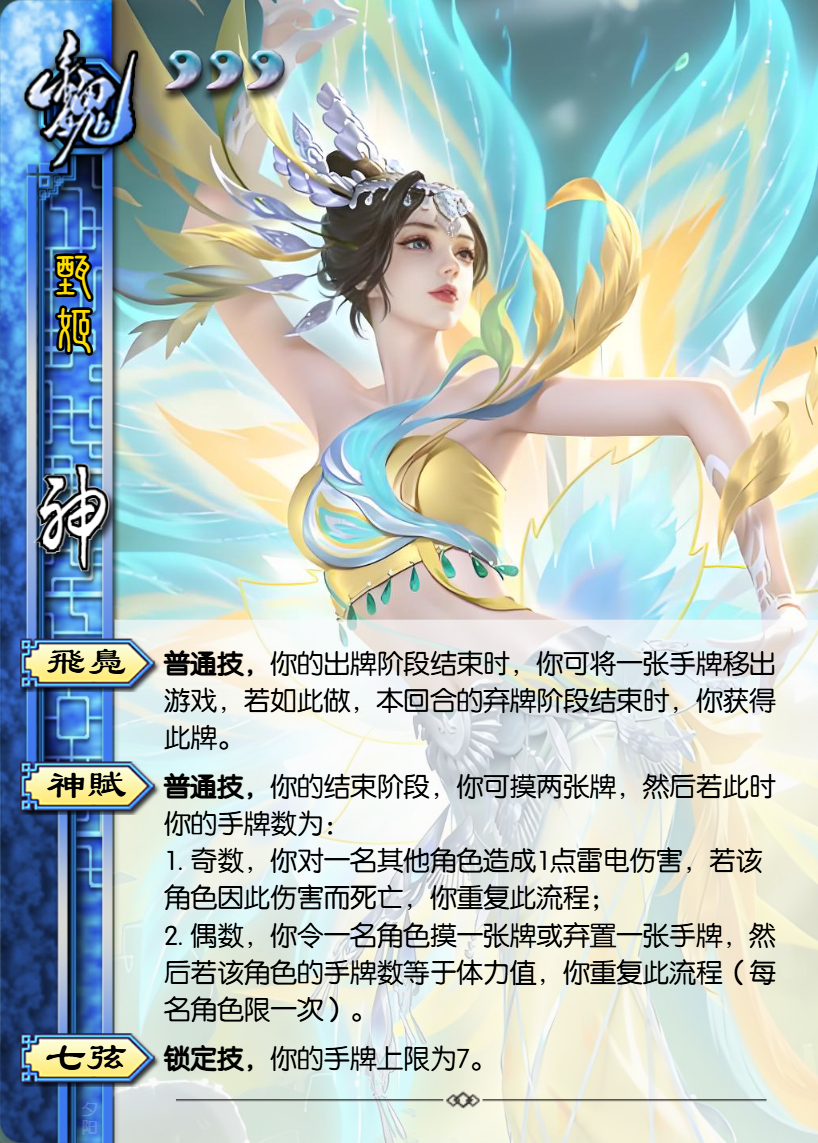 魏
甄
姬
神
飛鳧
普通技，你的出牌阶段结束时，你可将一张手牌移出
游戏，若如此做，本回合的弃牌阶段结束时，你获得
此牌。
神賦
普通技，你的结束阶段，你可摸两张牌，然后若此时
你的手牌数为：
1. 奇数，你对一名其他角色造成1点雷电伤害，若该
角色因此伤害而死亡，你重复此流程；
2. 偶数，你令一名角色摸一张牌或弃置一张手牌，然
后若该角色的手牌数等于体力值，你重复此流程（每
名角色限一次）。
七弦
锁定技，你的手牌上限为7。
夕
阳